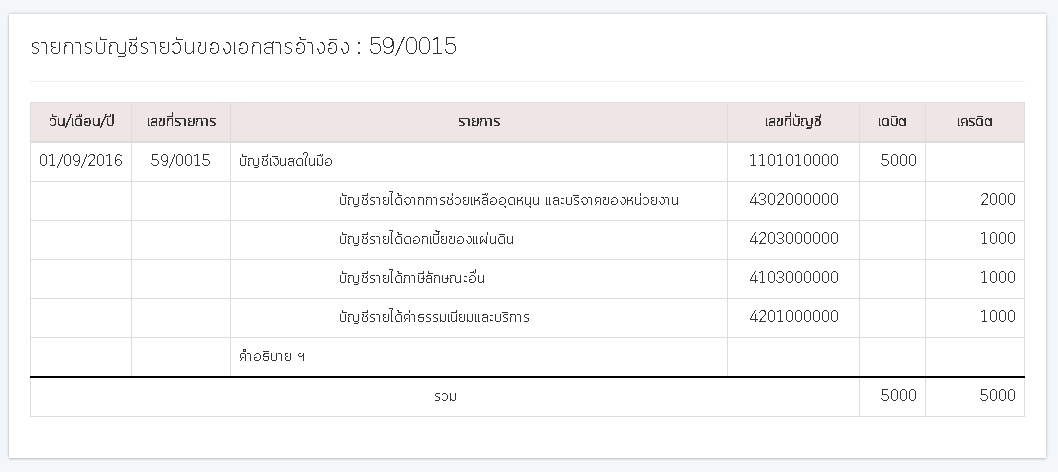 รายการบัญชีรายวันของเอกสารอ้างอิง : 59/0015
วัน/เดือน/ปี เลขที่รายการ รายการ เลขที่บัญชี เดบิต เครดิต
01/09/2016 59/0015 บัญชีเงินสดในมือ 1101010000 5000
บัญชีรายได้จากการช่วยเหลืออุดหนุน และบริจาคของหน่วยงาน 4302000000 2000
บัญชีรายได้ดอกเบี้ยของแผ่นดิน 4203000000 1000
บัญชีรายได้ภาษีลักษณะอื่น 4103000000 1000
บัญชีรายได้ค่าธรรมเนียมและบริการ 4201000000 1000
คำอธิบาย ฯ
รวม 5000 5000